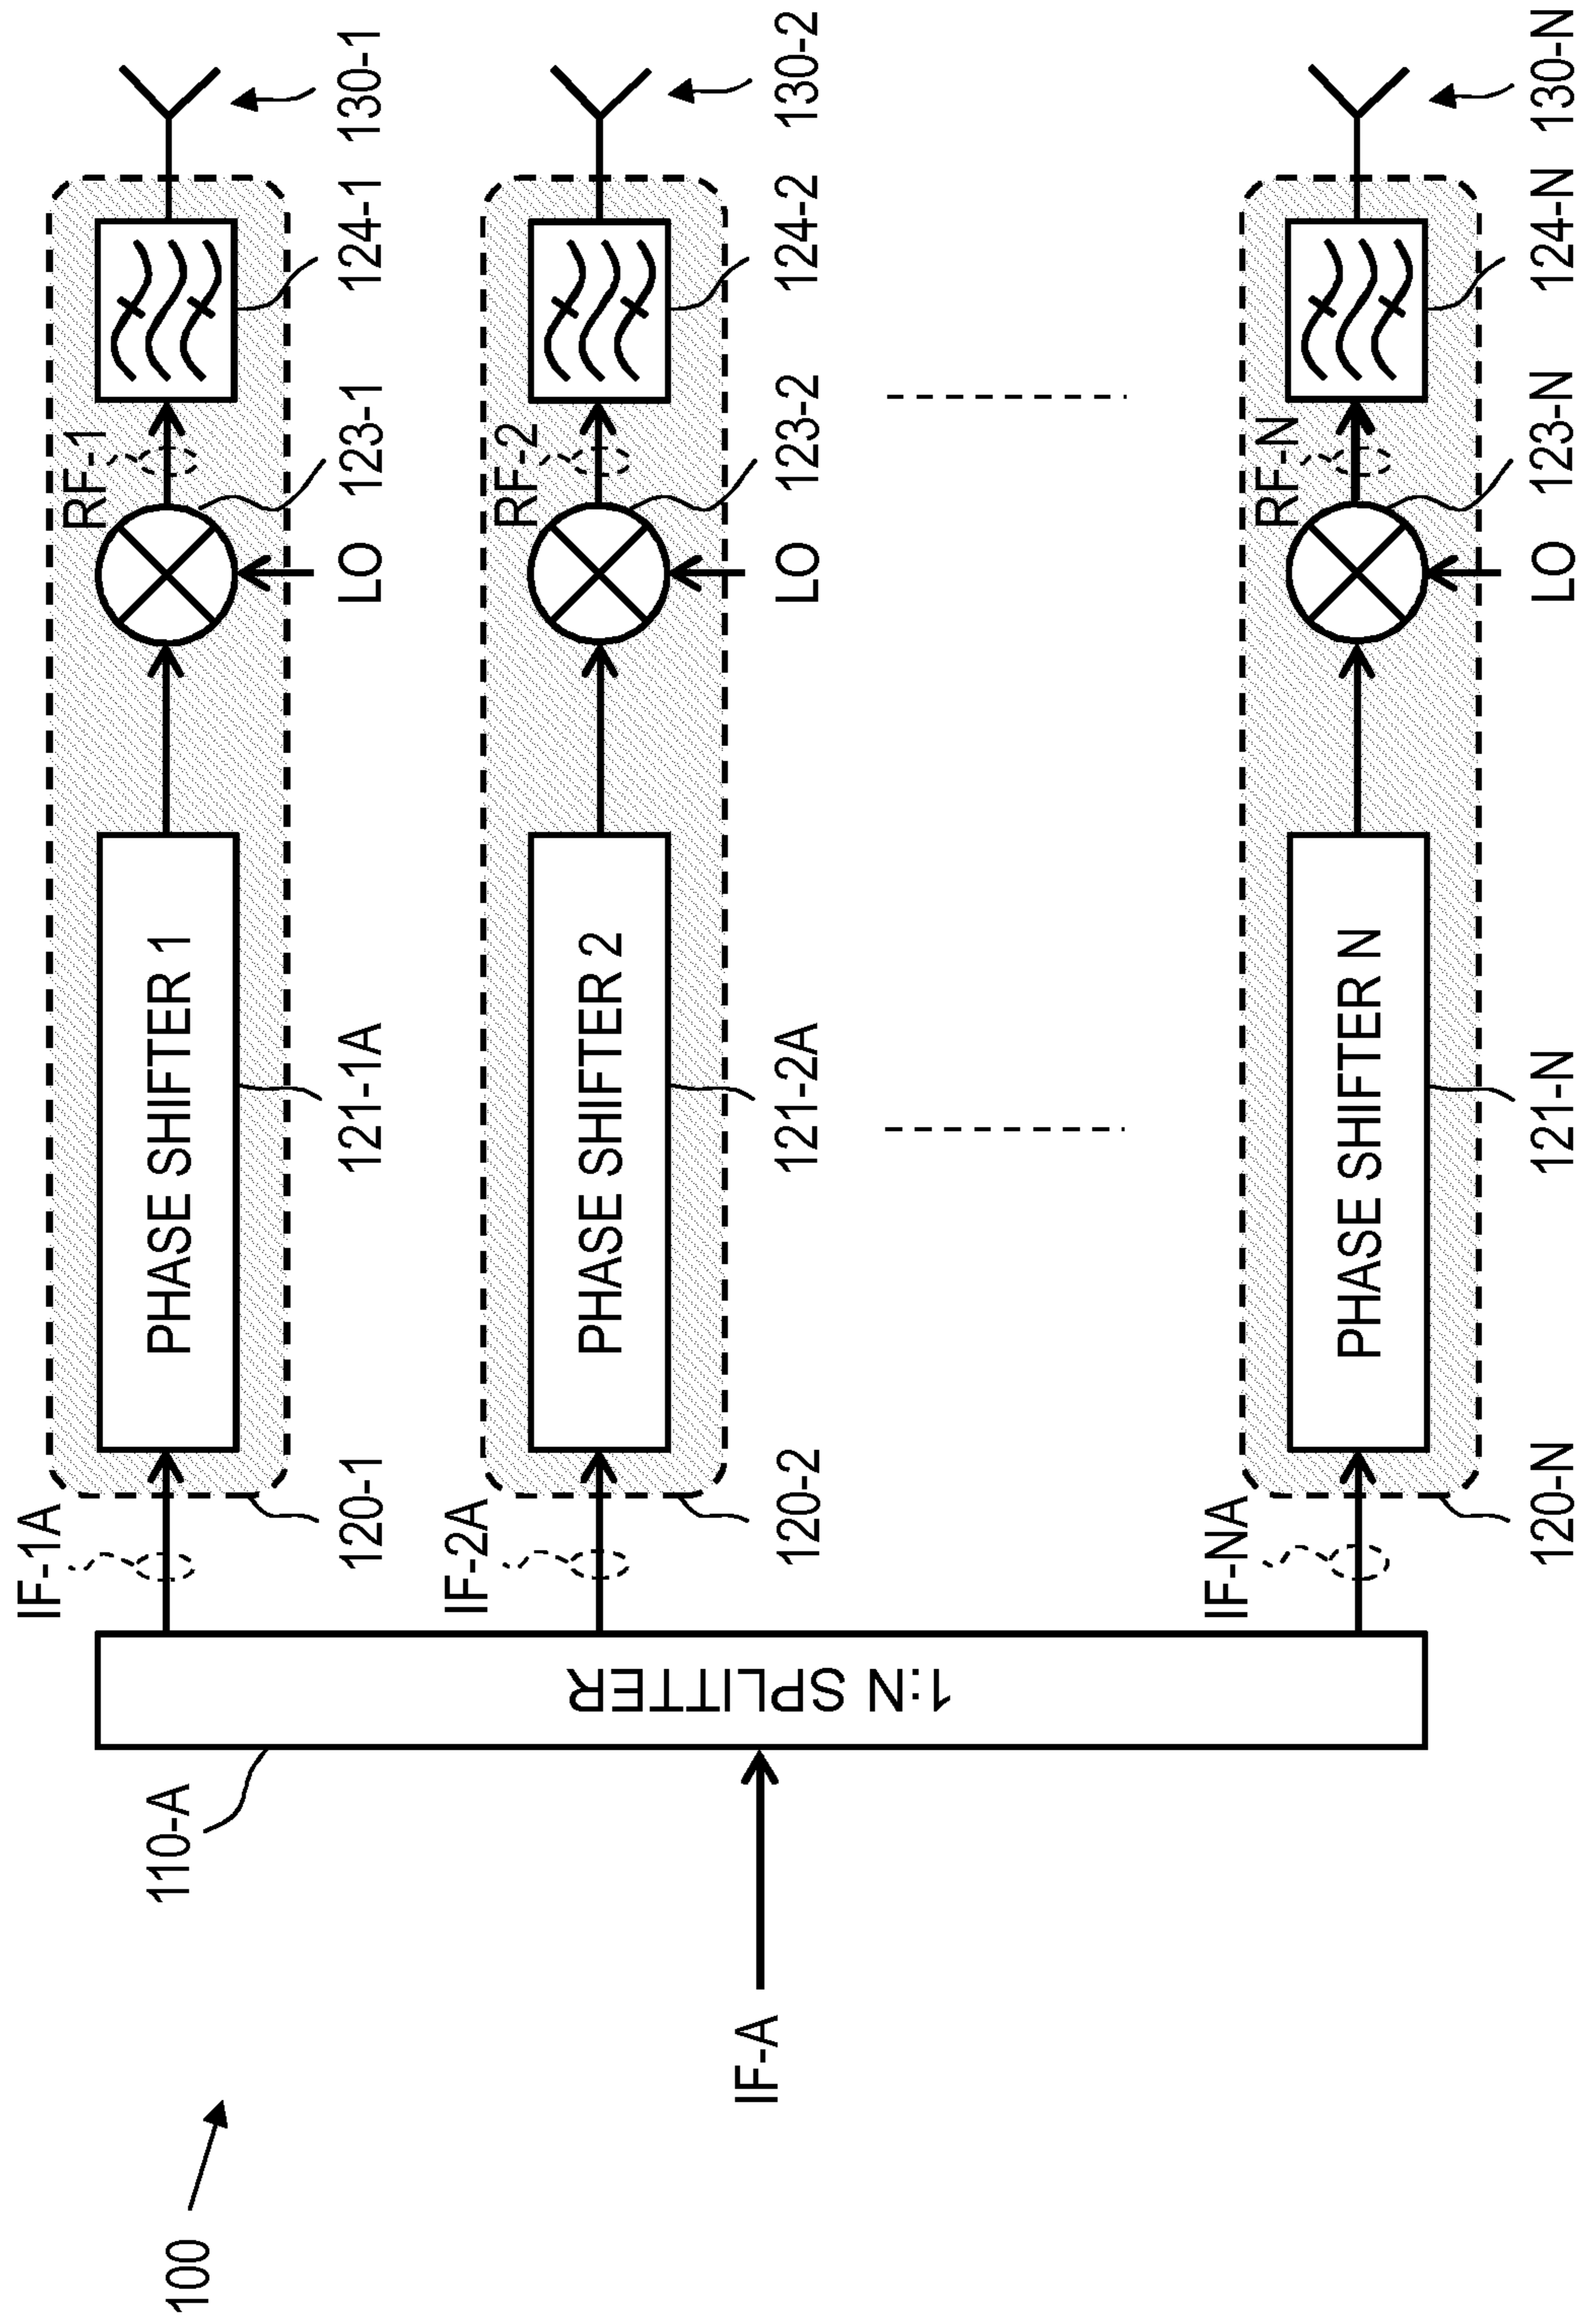 100
IF-A
110-A
1:N SPLITTER
IF-1A
120-1
PHASE SHIFTER 1
121-1A
LO
RF-1
123-1
124-1
130-1
IF-2A
120-2
PHASE SHIFTER 2
121-2A
LO
RF-2
123-2
124-2
130-2
IF-NA
120-N
PHASE SHIFTER N
121-N
LO
RF-N
123-N
124-N
130-N